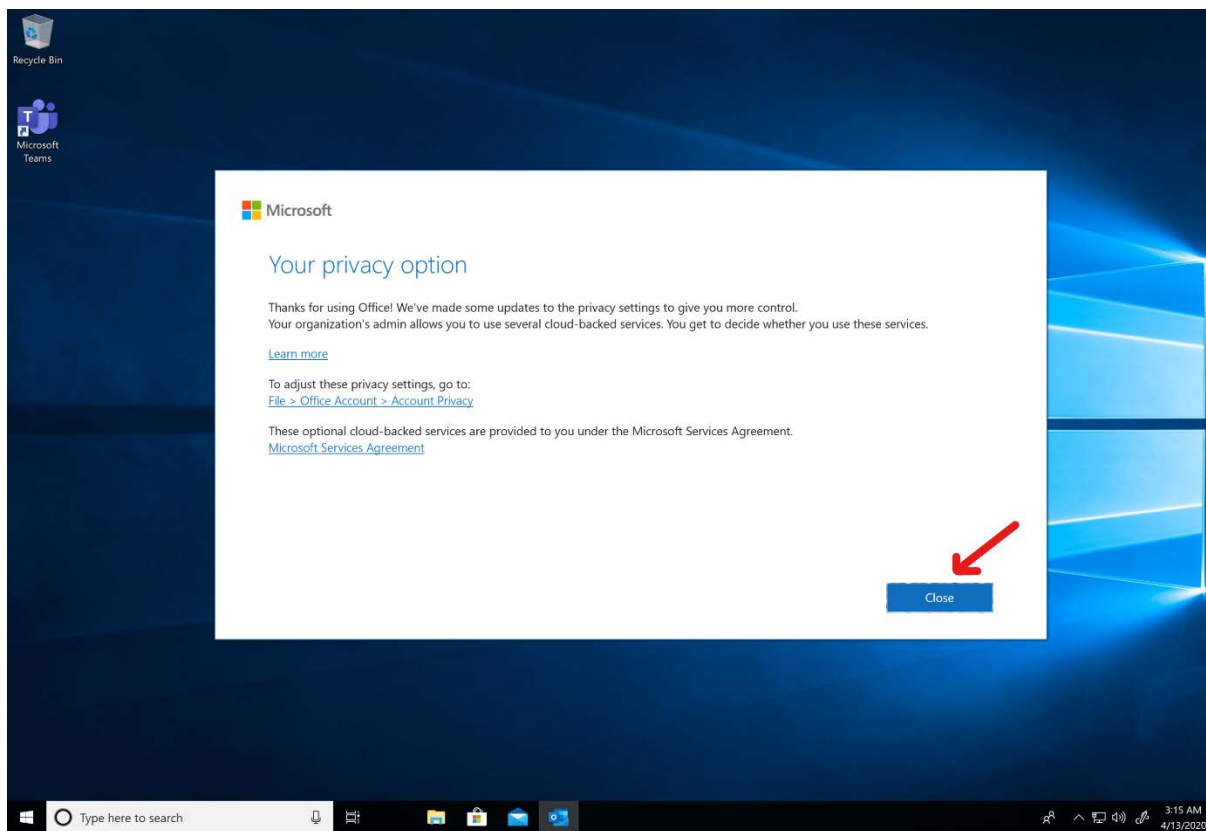 Recycle Bin
Microsoft
Teams
Microsoft
Your privacy option
Thanks for using Office! We've made some updates to the privacy settings to give you more control.
Your organization's admin allows you to use several cloud-backed services. You get to decide whether you use these services.
Learn more
To adjust these privacy settings, go to:
File > Office Account > Account Privacy
These optional cloud-backed services are provided to you under the Microsoft Services Agreement.
Microsoft Services Agreement
Close
Type here to search
3:15 AM
4/13/2020